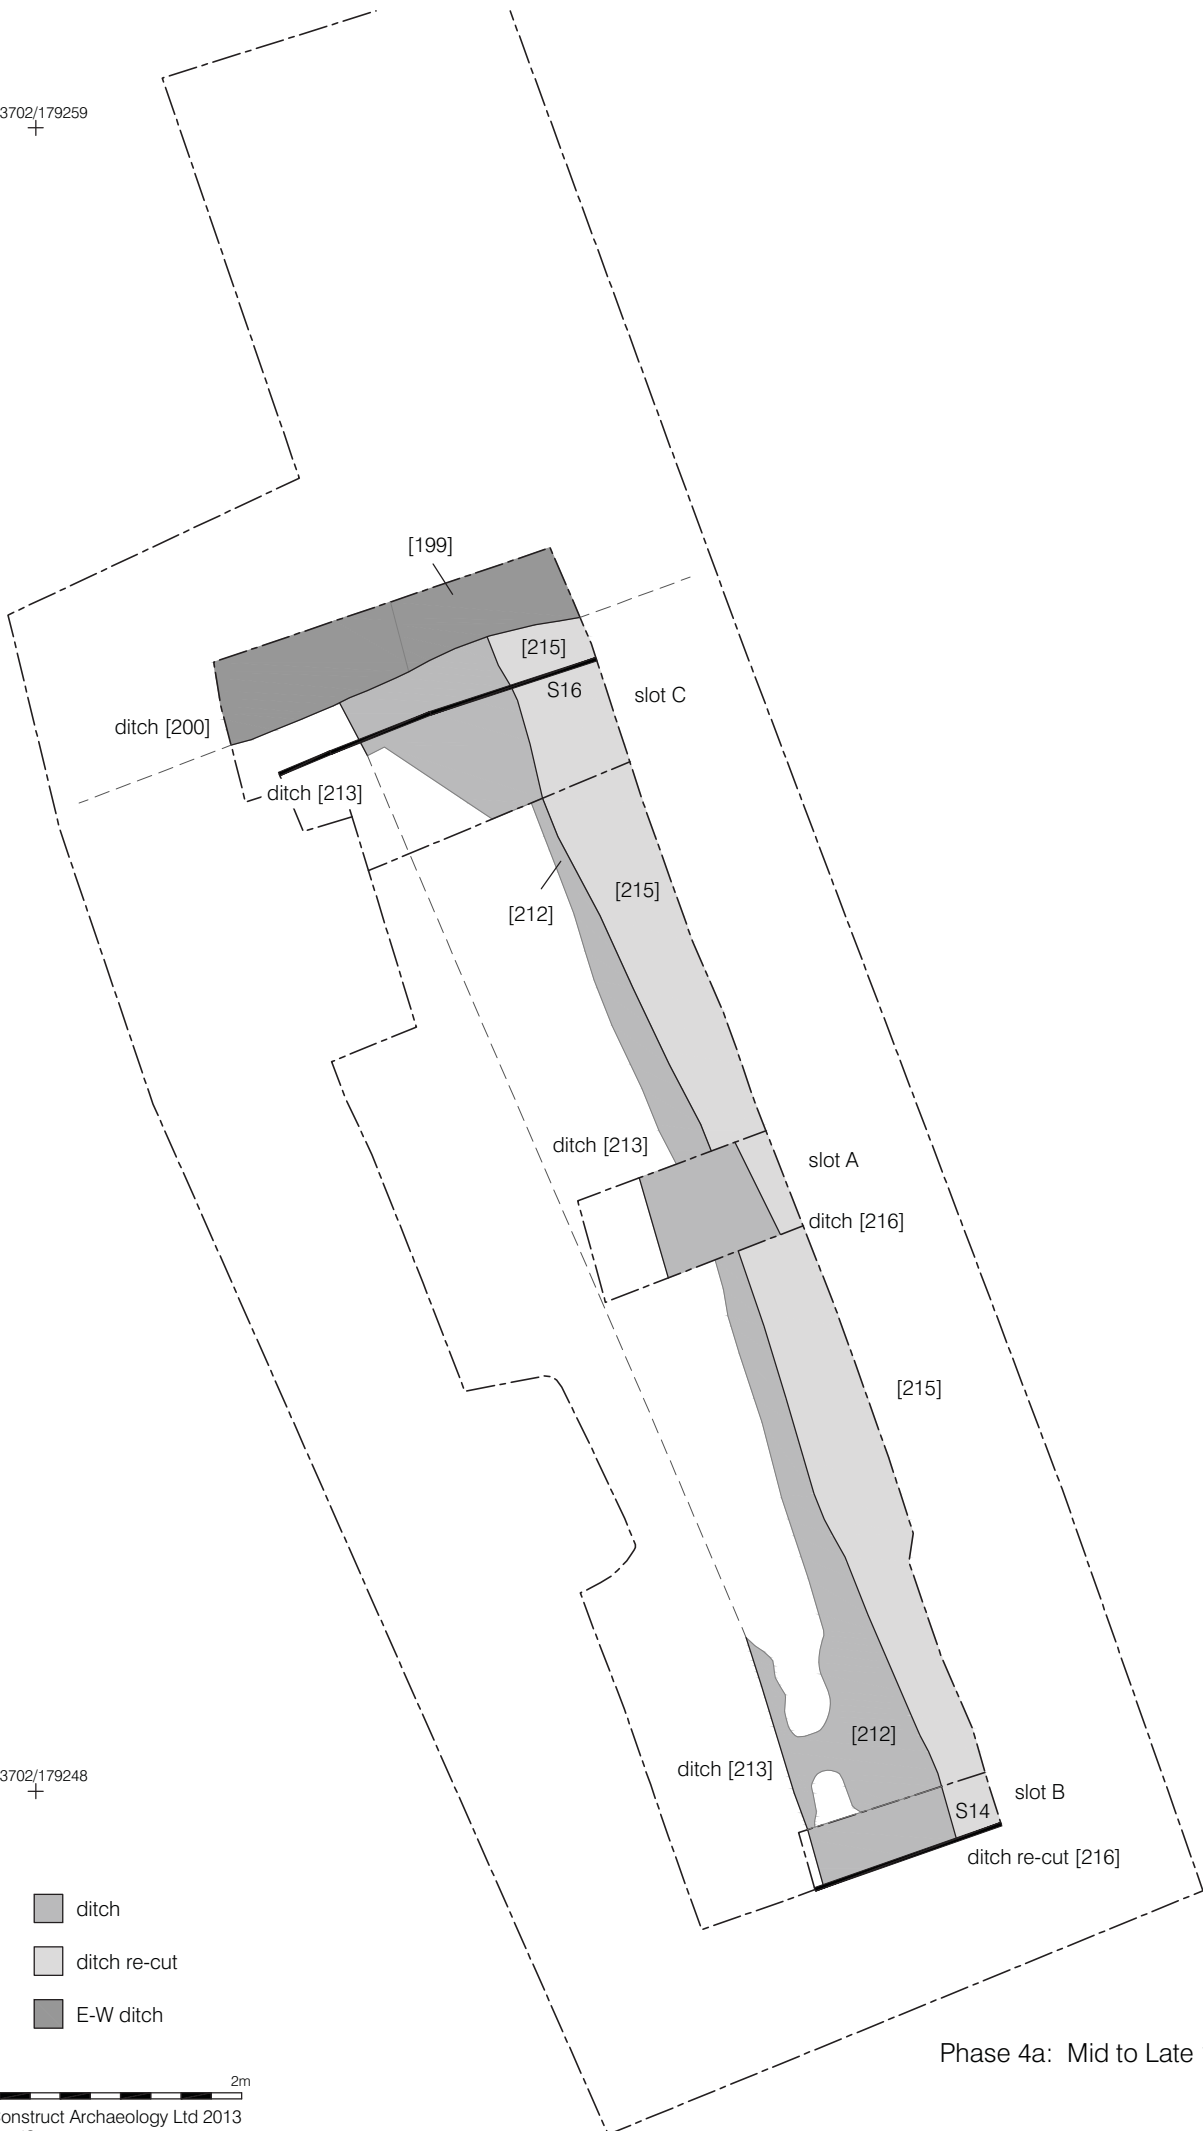 3702/179259
[199]
[215]
S16
slot C
ditch [200]
ditch [213]
[215]
[212]
ditch [213]
slot A
ditch [216]
[215]
[212]
ditch [213]
3702/179248
slot B
S14
ditch re-cut [216]
ditch
ditch re-cut
E-W ditch
Phase 4a: Mid to Late
2m
onstruct Archaeology Ltd 2013